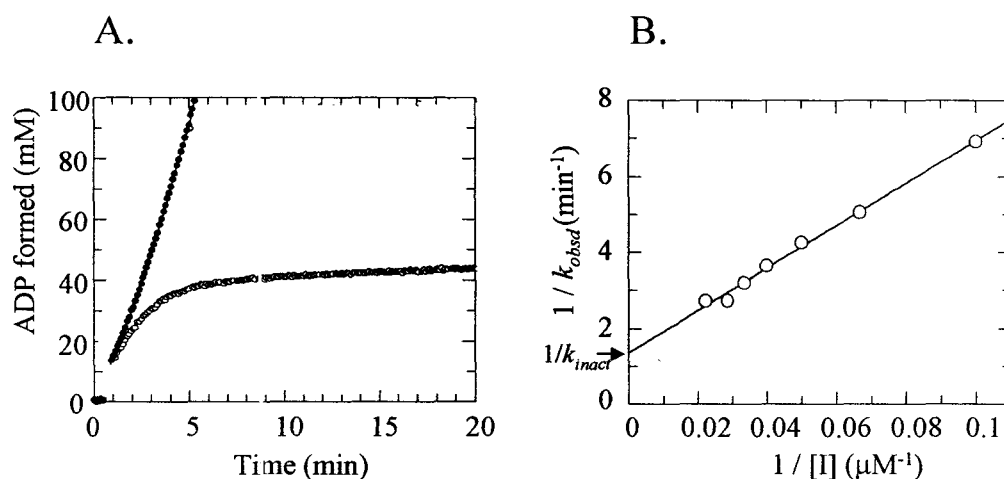 A.
B.
ADP formed (mM)
100
80
60
40
20
0
0 5 10 15 20
Time (min)
1 / k_obsd (min⁻¹)
8
6
4
2
0
1/k_inact
0 0.02 0.04 0.06 0.08 0.1
1 / [I] (μM⁻¹)